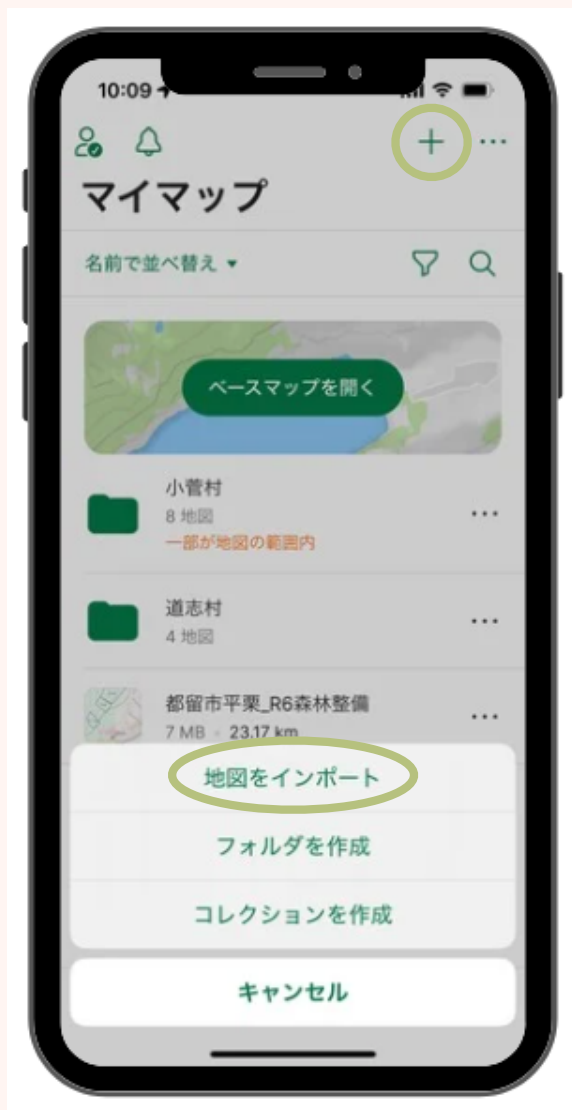 10:09
マイマップ
名前で並べ替え
ベースマップを開く
小菅村
8 地図
一部が地図の範囲内
道志村
4 地図
都留市平栗_R6森林整備
7 MB · 23.17 km
地図をインポート
フォルダを作成
コレクションを作成
キャンセル